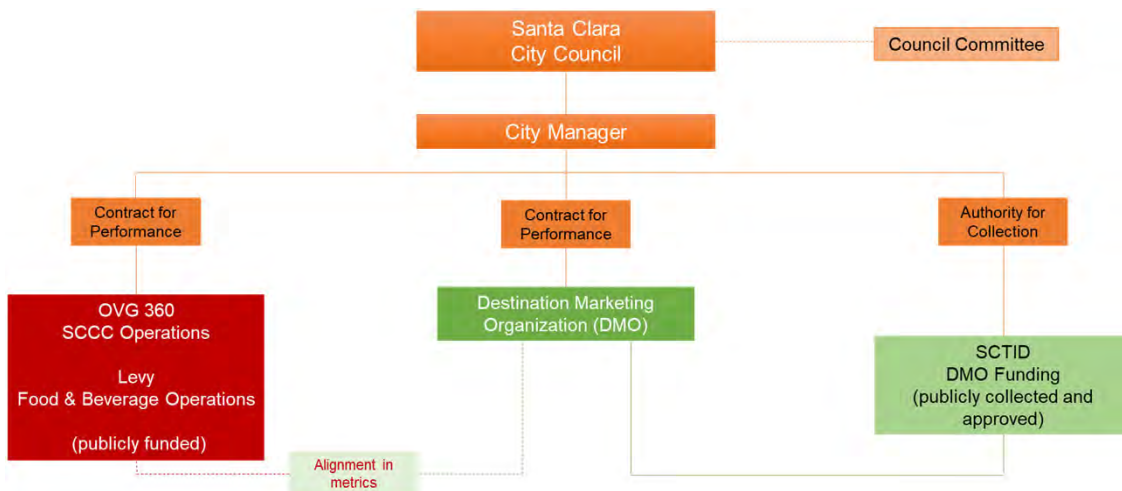 Santa Clara
City Council
Council Committee
City Manager
Contract for
Performance
Contract for
Performance
Authority for
Collection
OVG 360
SCCC Operations
Levy
Food & Beverage Operations
(publicly funded)
Destination Marketing
Organization (DMO)
SCTID
DMO Funding
(publicly collected and
approved)
Alignment in
metrics